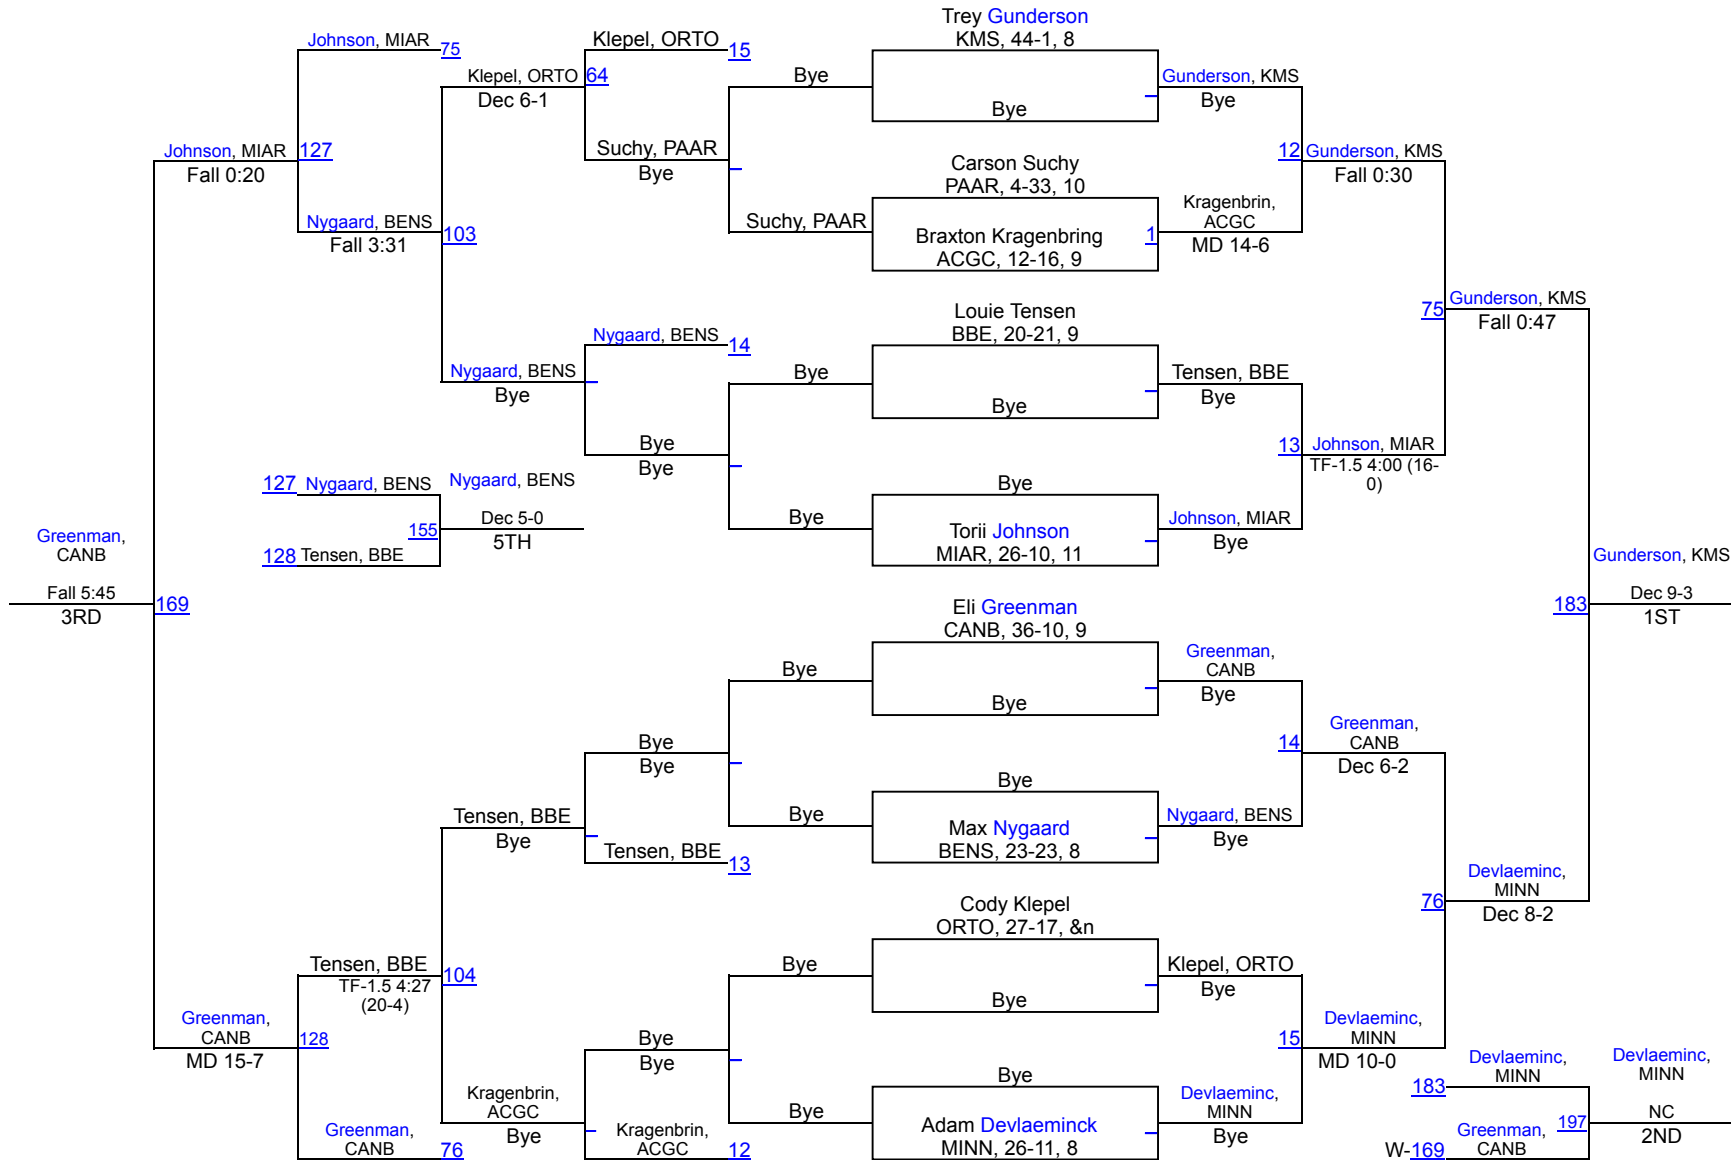 Trey Gunderson
KMS, 44-1, 8
Bye
Gunderson, KMS
Bye
Carson Suchy
PAAR, 4-33, 10
Braxton Kragenbring
ACGC, 12-16, 9
1
Kragenbrin,
ACGC
MD 14-6
12
Gunderson, KMS
Fall 0:30
Louie Tensen
BBE, 20-21, 9
Bye
Tensen, BBE
Bye
Bye
Torii Johnson
MIAR, 26-10, 11
Johnson, MIAR
Bye
13
Johnson, MIAR
TF-1.5 4:00 (16-
0)
75
Gunderson, KMS
Fall 0:47
Eli Greenman
CANB, 36-10, 9
Bye
Greenman,
CANB
Bye
Bye
Max Nygaard
BENS, 23-23, 8
Nygaard, BENS
Bye
14
Greenman,
CANB
Dec 6-2
Cody Klepel
ORTO, 27-17, &n
Bye
Klepel, ORTO
Bye
Bye
Adam Devlaeminck
MINN, 26-11, 8
Devlaeminc,
MINN
Bye
15
Devlaeminc,
MINN
MD 10-0
76
Devlaeminc,
MINN
Dec 8-2
183
Gunderson, KMS
Dec 9-3
1ST
183
Devlaeminc,
MINN
W-169
Greenman,
CANB
197
Devlaeminc,
MINN
NC
2ND
Bye
Suchy, PAAR
Klepel, ORTO
15
Suchy, PAAR
Bye
64
Klepel, ORTO
Dec 6-1
Bye
Bye
Nygaard, BENS
14
Bye
Bye
Nygaard, BENS
Bye
103
Nygaard, BENS
Fall 3:31
Johnson, MIAR
75
127
Johnson, MIAR
Fall 0:20
127
Nygaard, BENS
128
Tensen, BBE
155
Nygaard, BENS
Dec 5-0
5TH
Bye
Bye
Bye
Bye
Tensen, BBE
13
Tensen, BBE
Bye
Bye
Bye
Bye
Bye
Kragenbrin,
ACGC
12
Kragenbrin,
ACGC
Bye
104
Tensen, BBE
TF-1.5 4:27
(20-4)
Greenman,
CANB
76
128
Greenman,
CANB
MD 15-7
169
Greenman,
CANB
Fall 5:45
3RD